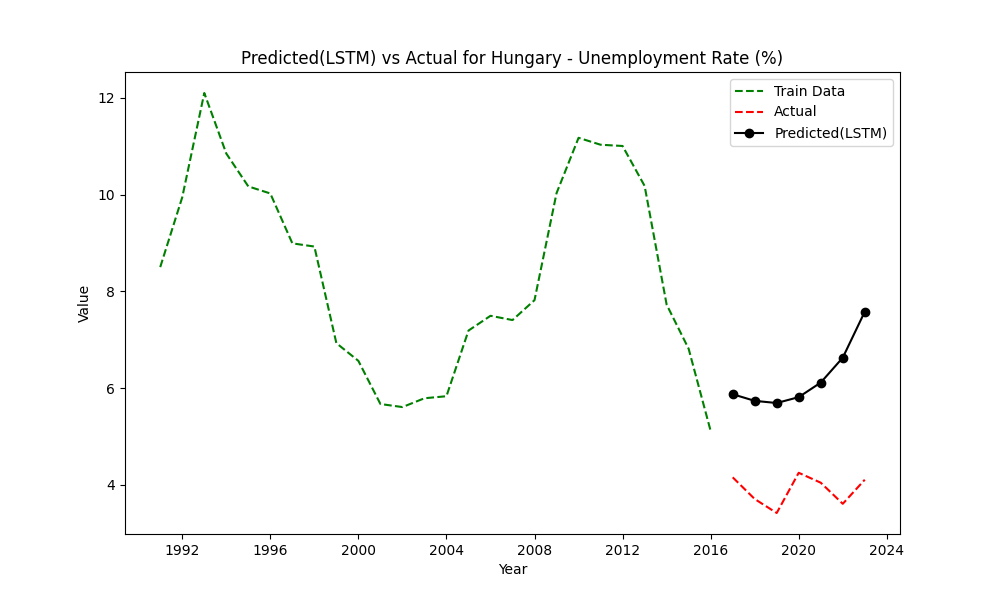 Predicted(LSTM) vs Actual for Hungary - Unemployment Rate (%)
Train Data
Actual
Predicted(LSTM)
12
10
8
6
4
Value
1992 1996 2000 2004 2008 2012 2016 2020 2024
Year